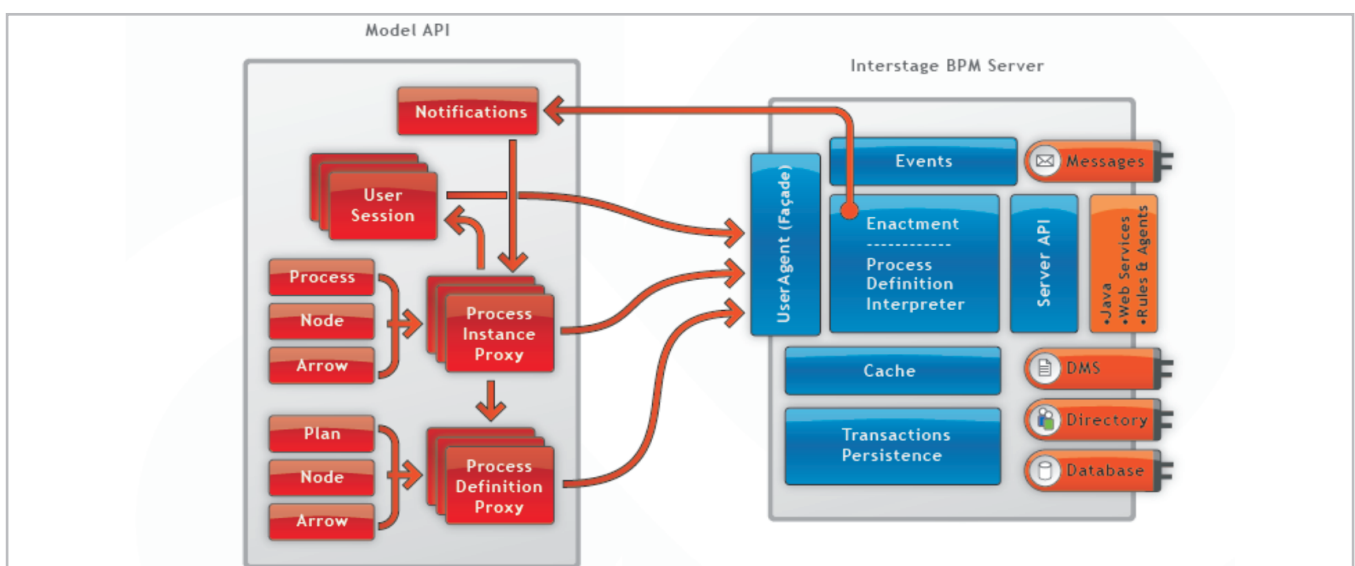 Model API
Notifications
User
Session
Process
Node
Arrow
Process
Instance
Proxy
Plan
Node
Arrow
Process
Definition
Proxy
Interstage BPM Server
UserAgent (Façade)
Events
Messages
Enactment
------------
Process
Definition
Interpreter
Server API
•Java
•Web Services
•Rules & Agents
Cache
DMS
Directory
Transactions
Persistence
Database